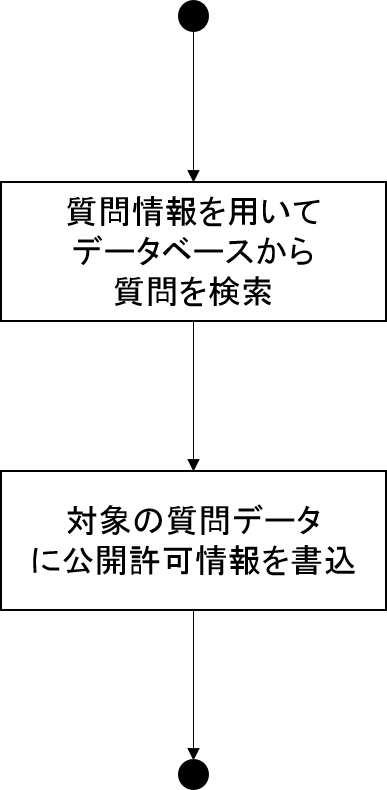 質問情報を用いて
データベースから
質問を検索
対象の質問データ
に公開許可情報を書込